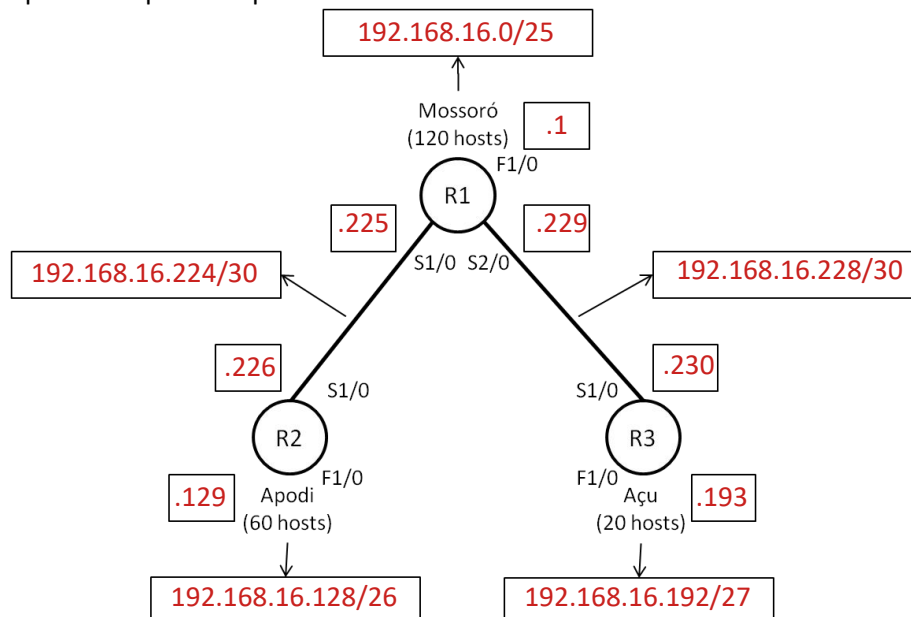 192.168.16.0/25
Mossoró
(120 hosts)
.1
F1/0
R1
.225
.229
S1/0
S2/0
192.168.16.224/30
192.168.16.228/30
.226
.230
S1/0
S1/0
R2
R3
F1/0
F1/0
.129
Apodi
(60 hosts)
Açu
(20 hosts)
.193
192.168.16.128/26
192.168.16.192/27